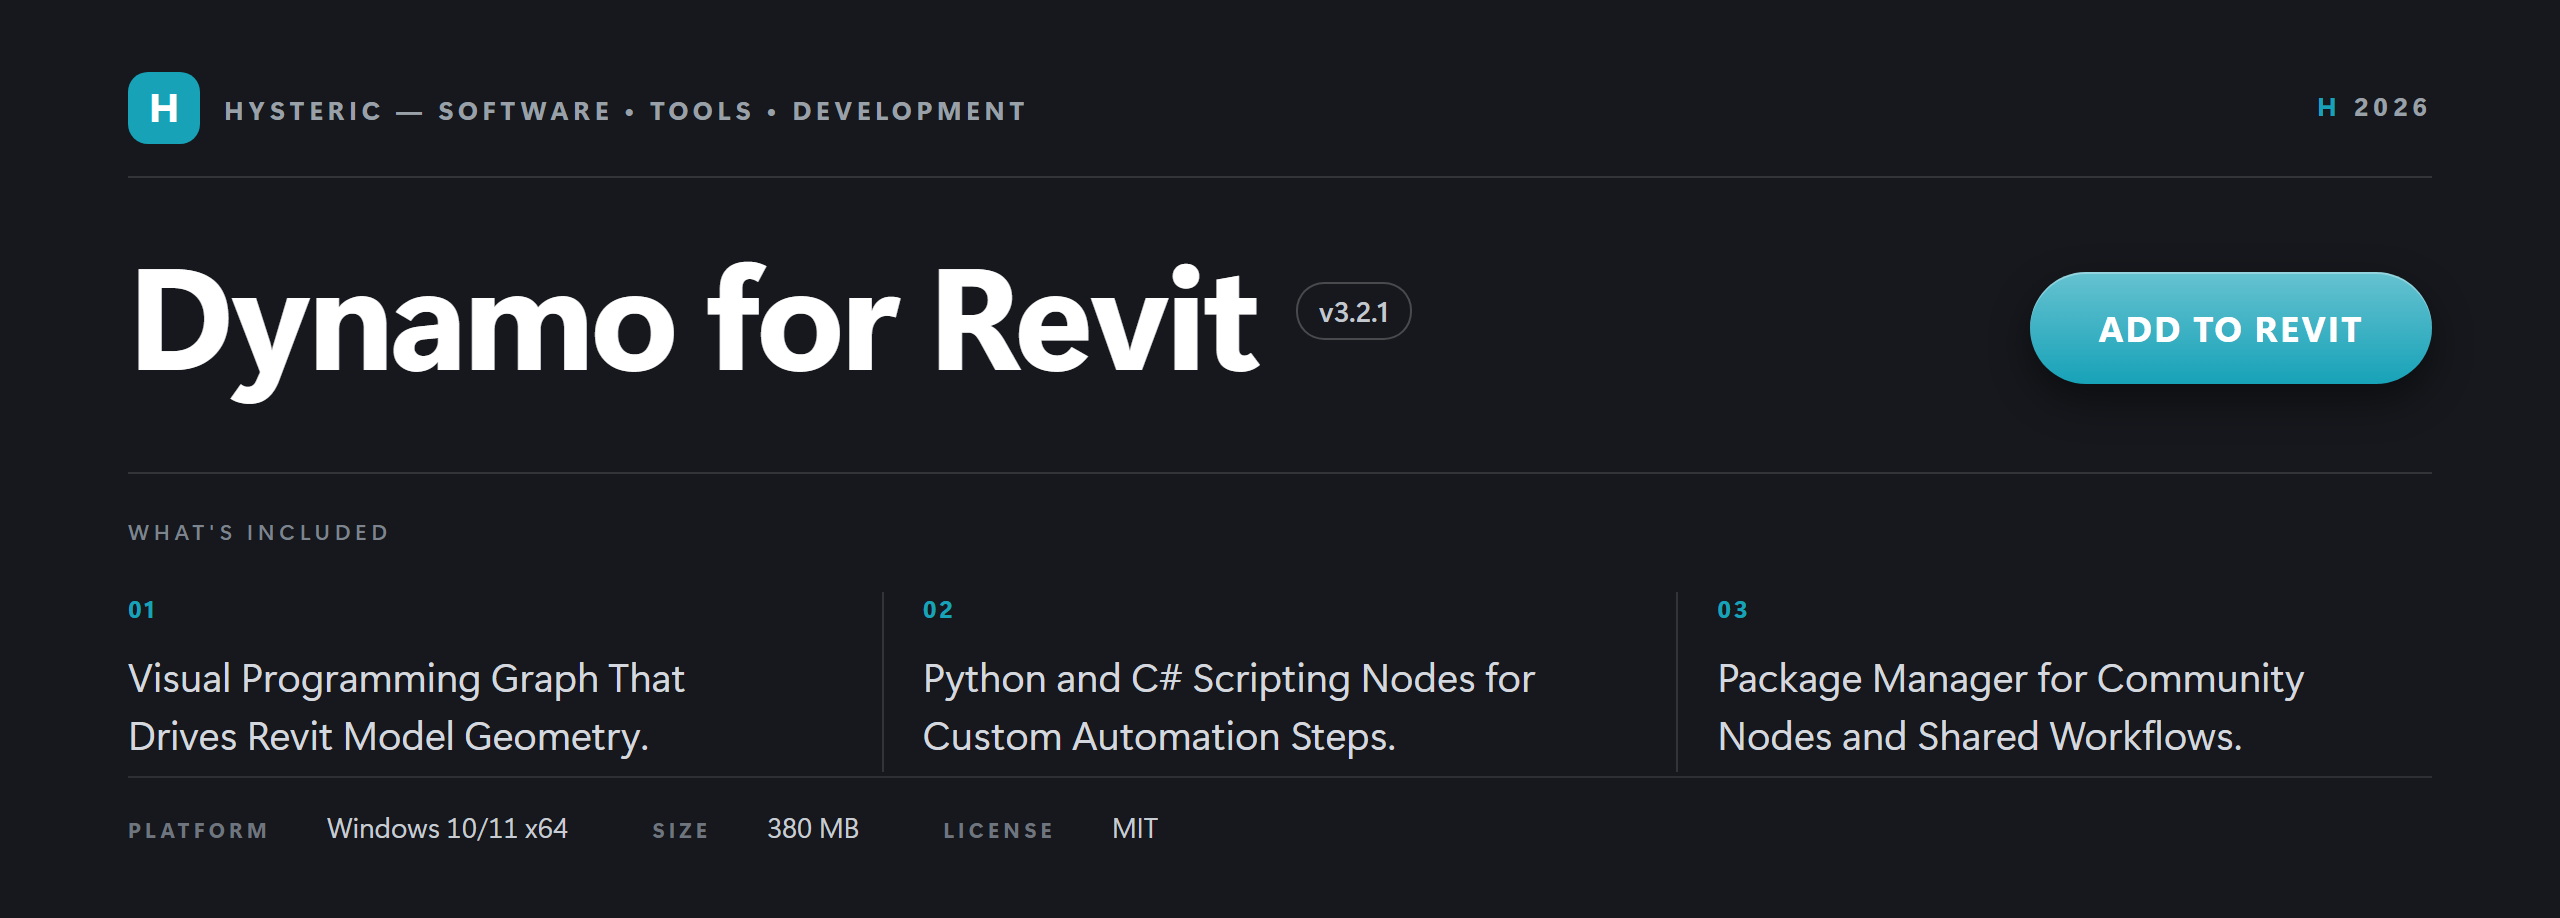 H HYSTERIC — SOFTWARE • TOOLS • DEVELOPMENT
H 2026
Dynamo for Revit v3.2.1
ADD TO REVIT
WHAT'S INCLUDED
01
Visual Programming Graph That
Drives Revit Model Geometry.
02
Python and C# Scripting Nodes for
Custom Automation Steps.
03
Package Manager for Community
Nodes and Shared Workflows.
PLATFORM Windows 10/11 x64 SIZE 380 MB LICENSE MIT